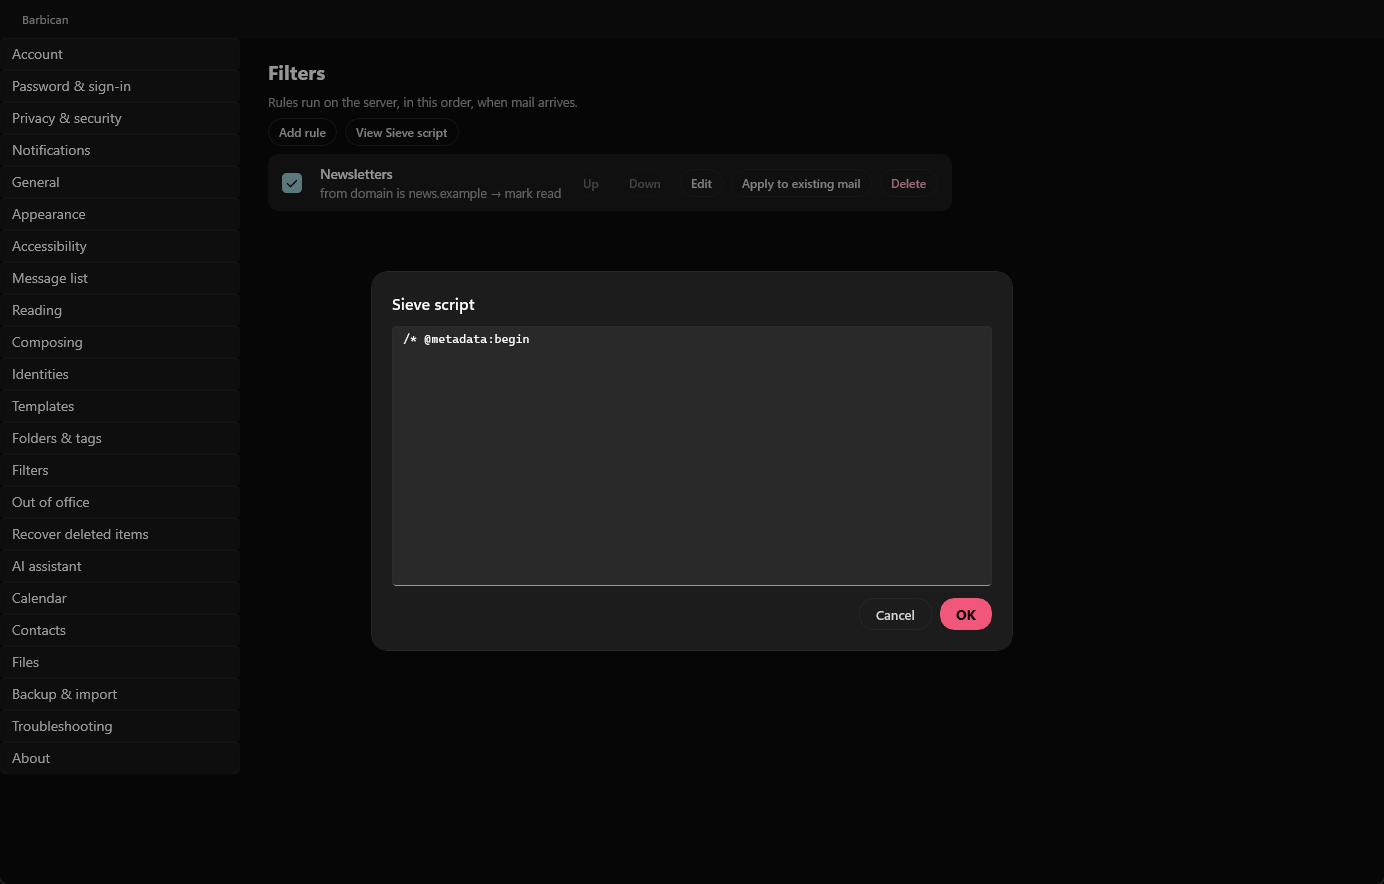 Barbican
Account
Password & sign-in
Privacy & security
Notifications
General
Appearance
Accessibility
Message list
Reading
Composing
Identities
Templates
Folders & tags
Filters
Out of office
Recover deleted items
AI assistant
Calendar
Contacts
Files
Backup & import
Troubleshooting
About
Filters
Rules run on the server, in this order, when mail arrives.
Add rule View Sieve script
Newsletters
from domain is news.example → mark read
Up Down Edit Apply to existing mail Delete
Sieve script
/* @metadata:begin
Cancel OK